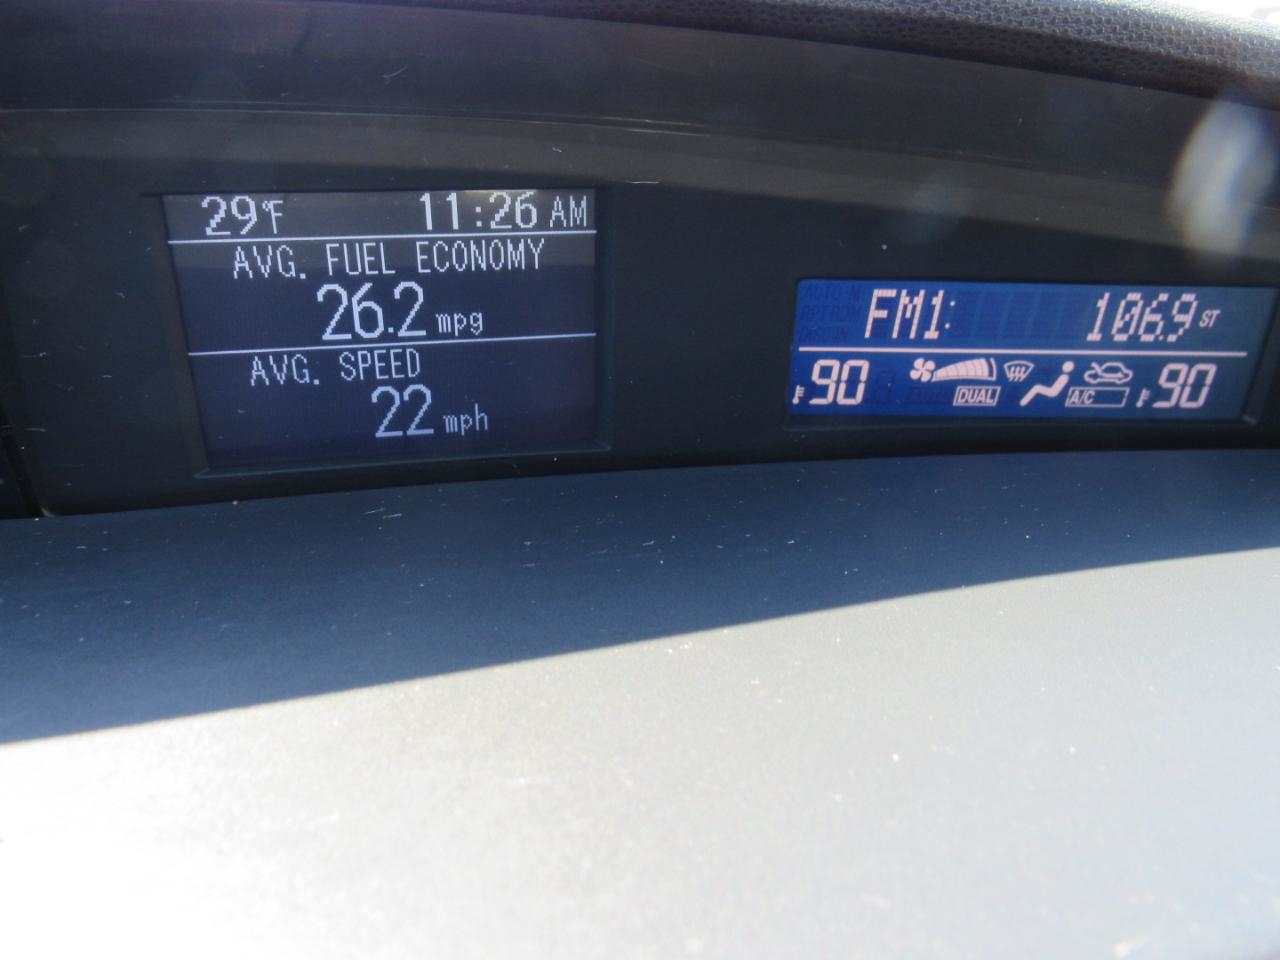 29°F 11:26 AM
AVG. FUEL ECONOMY
26.2 mpg
AVG. SPEED
22 mph
FM1: 106.9 ST
90 DUAL A/C 90